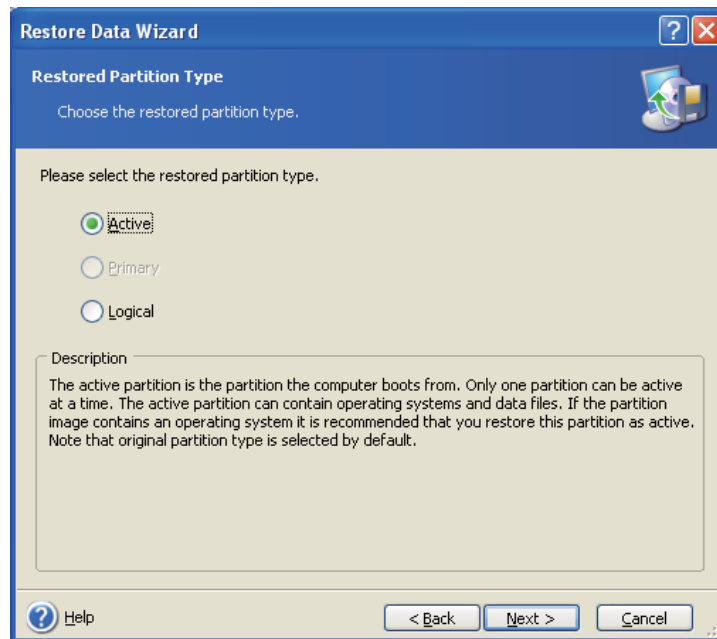 Restore Data Wizard
Restored Partition Type
Choose the restored partition type.
Please select the restored partition type.
Active
Primary
Logical
Description
The active partition is the partition the computer boots from. Only one partition can be active
at a time. The active partition can contain operating systems and data files. If the partition
image contains an operating system it is recommended that you restore this partition as active.
Note that original partition type is selected by default.
Help
< Back
Next >
Cancel